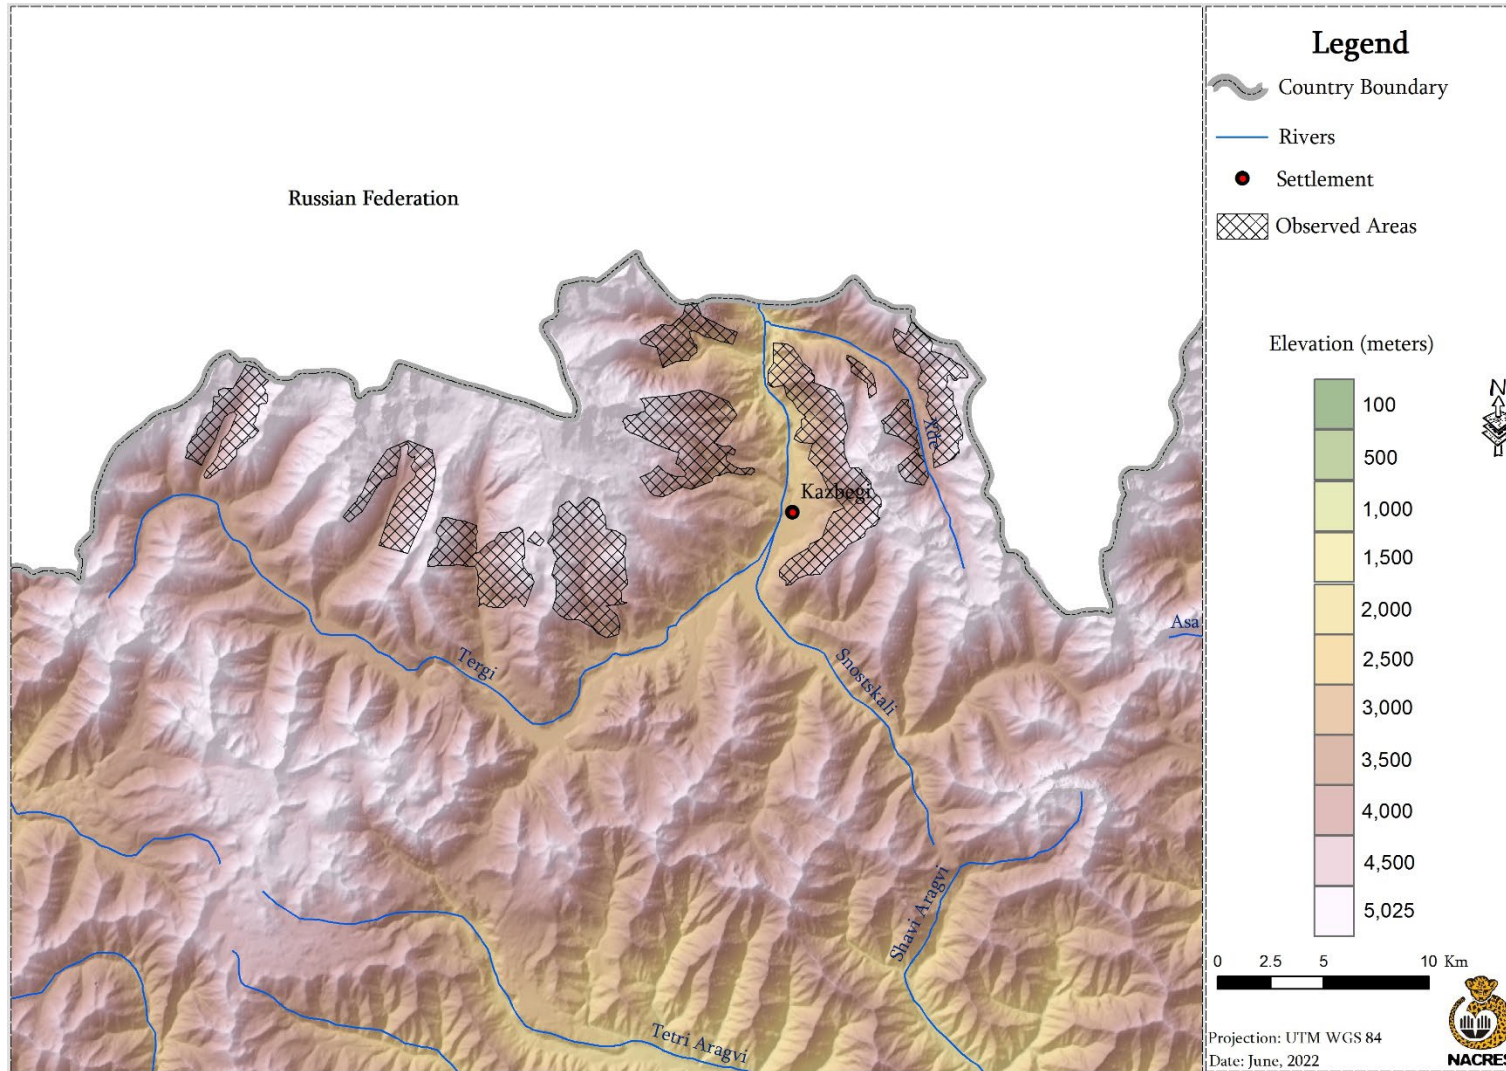 Legend
Country Boundary
Rivers
Settlement
Observed Areas
Russian Federation
Elevation (meters)
100
500
1,000
1,500
2,000
2,500
3,000
3,500
4,000
4,500
5,025
N
Xde
Kazbegi
Asa
Tergi
Snostskali
Shavi Aragvi
Tetri Aragvi
0 2.5 5 10 Km
Projection: UTM WGS 84
Date: June, 2022
NACRES